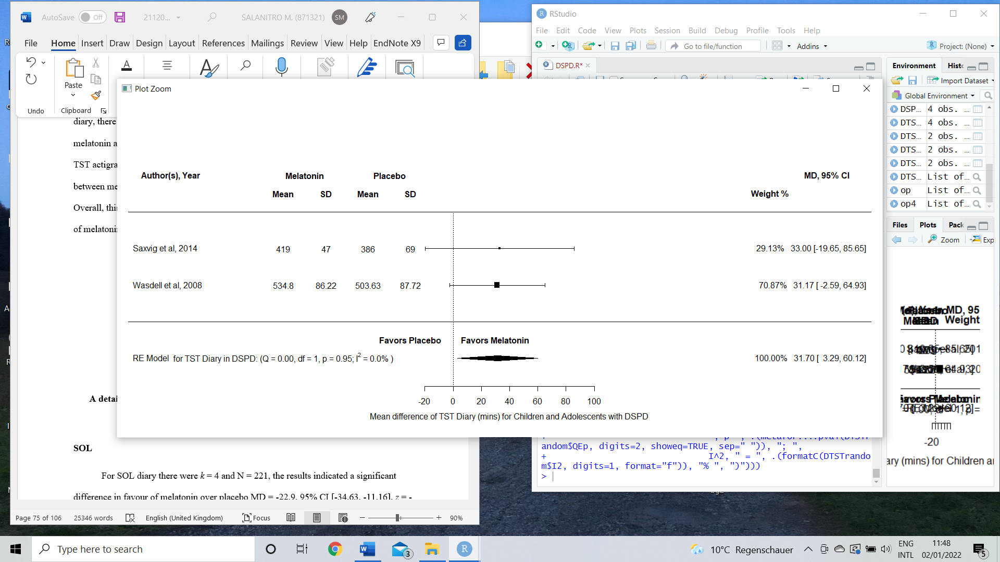 AutoSave Off 21120... SALANITRO M. (871321) SM
File Home Insert Draw Design Layout References Mailings Review View Help EndNote X9
Paste
Undo Clipboard
diary, there
melatonin a
TST actigra
between me
Overall, this
of melatoni
A detai
SOL
For SOL diary there were k = 4 and N = 221, the results indicated a significant
difference in favour of melatonin over placebo MD = -22.9, 95% CI [-34.63, -11.16], z = -
Page 75 of 106 25346 words English (United Kingdom) Focus 90%
RStudio
File Edit Code View Plots Session Build Debug Profile Tools Help
Go to file/function Addins Project: (None)
DSPD.R*
Environment Histo
Import Dataset
Global Environment
DSP... 4 obs. ...
DTS... 4 obs. ...
DTS... 2 obs. ...
DTS... 2 obs. ...
DTS... 2 obs. ...
DTS... List of...
op List of...
op4 List of...
Files Plots Pack
Zoom Exp
MD, 95
Weight
-20
ary (mins) for Children a
Plot Zoom
Author(s), Year Melatonin Placebo MD, 95% CI
Mean SD Mean SD Weight %
Saxvig et al, 2014 419 47 386 69 29.13% 33.00 [-19.65, 85.65]
Wasdell et al, 2008 534.8 86.22 503.63 87.72 70.87% 31.17 [ -2.59, 64.93]
Favors Placebo Favors Melatonin
RE Model for TST Diary in DSPD: (Q = 0.00, df = 1, p = 0.95; I² = 0.0% ) 100.00% 31.70 [ 3.29, 60.12]
-20 0 20 40 60 80 100
Mean difference of TST Diary (mins) for Children and Adolescents with DSPD
andom$QEp, digits=2, showeq=TRUE, sep=" ")), "; ",
+ I^2, " = ", .(formatC(DTSTrando
m$I2, digits=1, format="f")), "% ", ")")))
>
Type here to search 3 10°C Regenschauer ENG INTL 11:48 02/01/2022 5